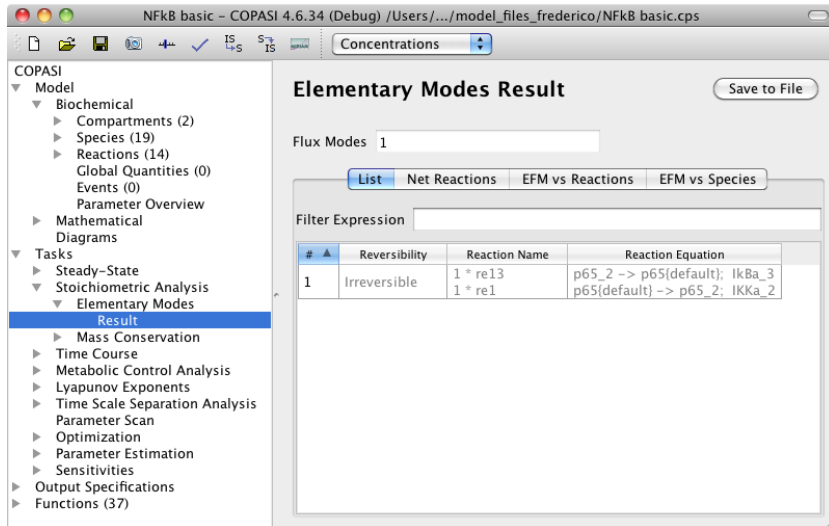 NFkB basic – COPASI 4.6.34 (Debug) /Users/.../model_files_frederico/NFkB basic.cps
Concentrations
COPASI
Model
Biochemical
Compartments (2)
Species (19)
Reactions (14)
Global Quantities (0)
Events (0)
Parameter Overview
Mathematical
Diagrams
Tasks
Steady-State
Stoichiometric Analysis
Elementary Modes
Result
Mass Conservation
Time Course
Metabolic Control Analysis
Lyapunov Exponents
Time Scale Separation Analysis
Parameter Scan
Optimization
Parameter Estimation
Sensitivities
Output Specifications
Functions (37)
Elementary Modes Result
Save to File
Flux Modes 1
List Net Reactions EFM vs Reactions EFM vs Species
Filter Expression
# Reversibility Reaction Name Reaction Equation
1 Irreversible 1 * re13 p65_2 -> p65{default}; IkBa_3
1 * re1 p65{default} -> p65_2; IKKa_2